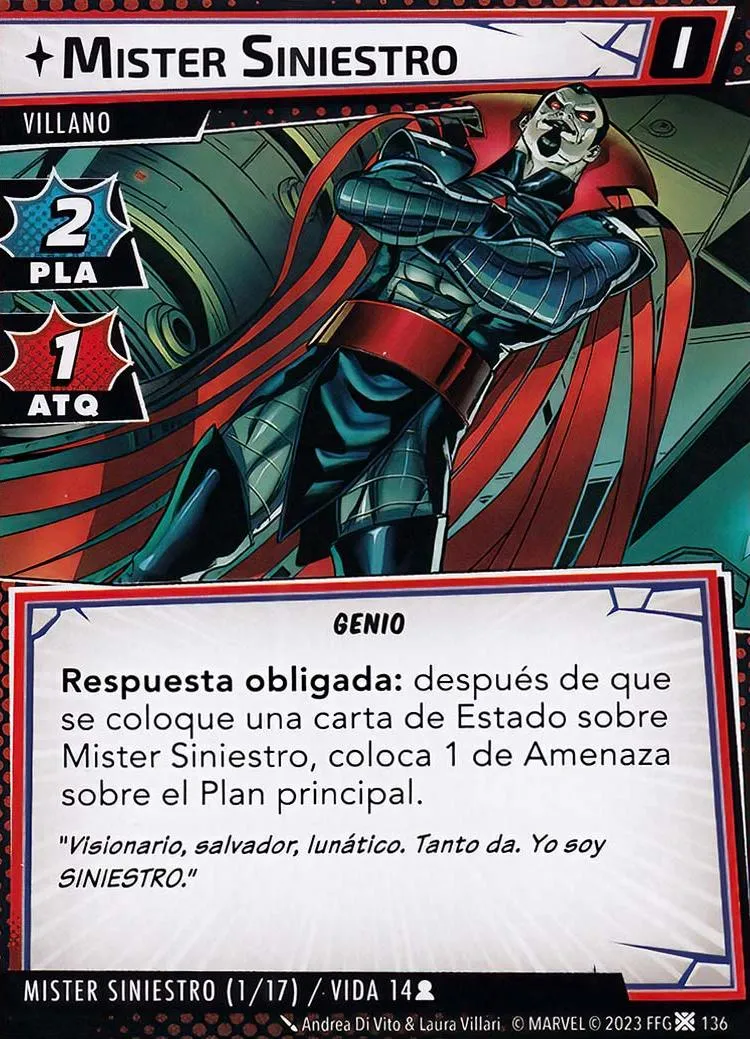 MISTER SINIESTRO
I
VILLANO
2
PLA
1
ATQ
GENIO
Respuesta obligada: después de que
se coloque una carta de Estado sobre
Mister Siniestro, coloca 1 de Amenaza
sobre el Plan principal.
"Visionario, salvador, lunático. Tanto da. Yo soy
SINIESTRO."
MISTER SINIESTRO (1/17) / VIDA 14
Andrea Di Vito & Laura Villari. © MARVEL © 2023 FFG 136